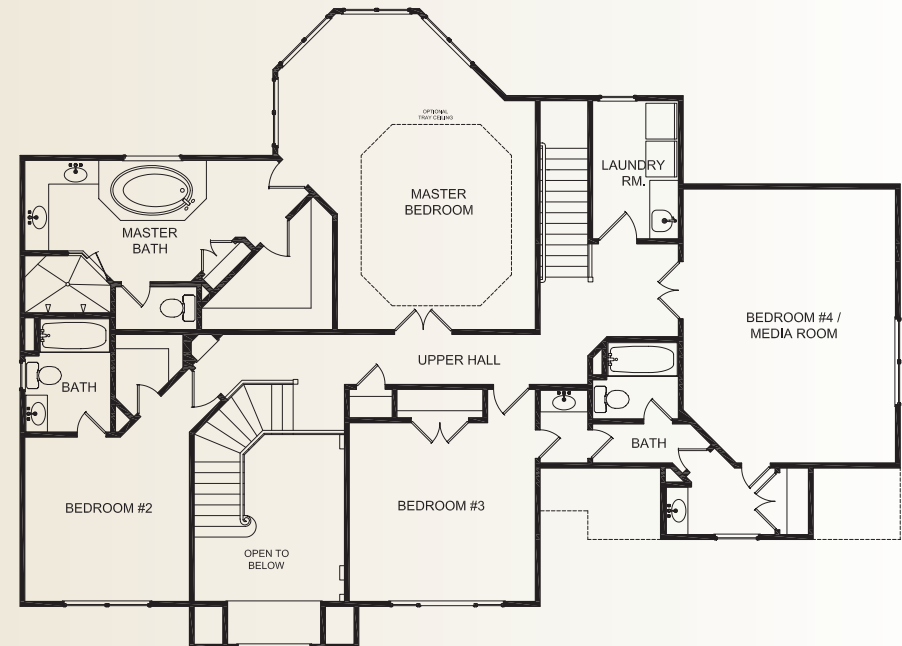 OPTIONAL
TRAY CEILING
LAUNDRY
RM.
MASTER
BEDROOM
MASTER
BATH
BEDROOM #4 /
MEDIA ROOM
UPPER HALL
BATH
BATH
BEDROOM #2
BEDROOM #3
OPEN TO
BELOW